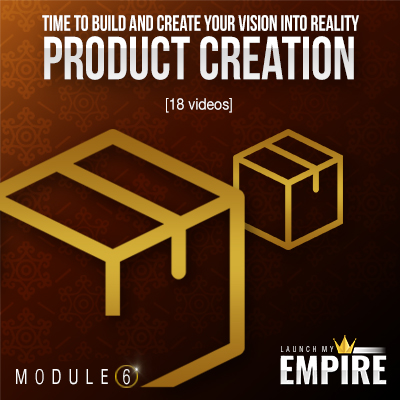 TIME TO BUILD AND CREATE YOUR VISION INTO REALITY
PRODUCT CREATION
[18 videos]
LAUNCH MY
EMPIRE
MODULE 6